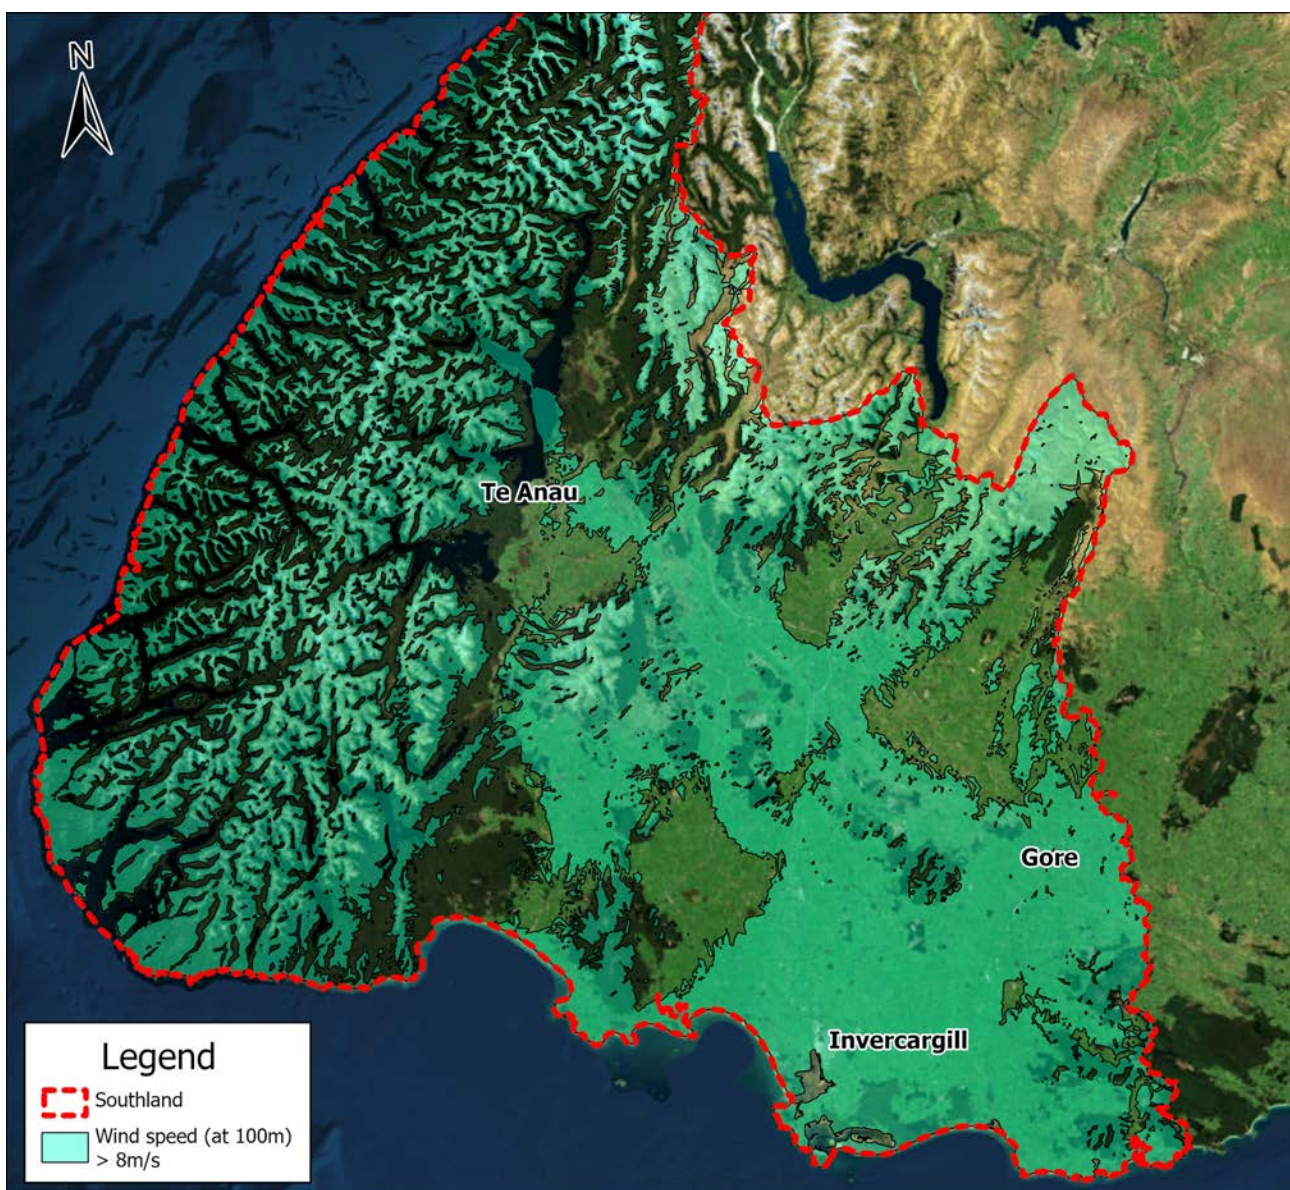 N
Te Anau
Gore
Invercargill
Legend
Southland
Wind speed (at 100m)
> 8m/s